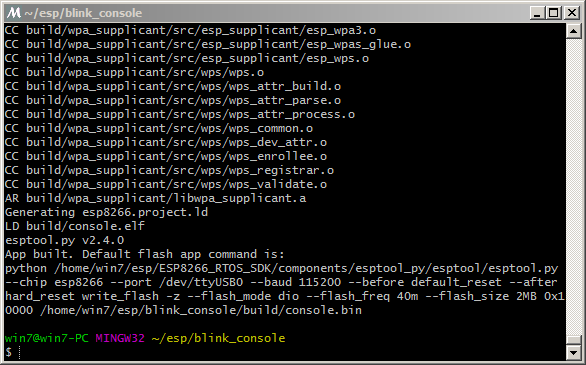 ~/esp/blink_console
CC build/wpa_supplicant/src/esp_supplicant/esp_wpa3.o
CC build/wpa_supplicant/src/esp_supplicant/esp_wpas_glue.o
CC build/wpa_supplicant/src/esp_supplicant/esp_wps.o
CC build/wpa_supplicant/src/wps/wps.o
CC build/wpa_supplicant/src/wps/wps_attr_build.o
CC build/wpa_supplicant/src/wps/wps_attr_parse.o
CC build/wpa_supplicant/src/wps/wps_attr_process.o
CC build/wpa_supplicant/src/wps/wps_common.o
CC build/wpa_supplicant/src/wps/wps_dev_attr.o
CC build/wpa_supplicant/src/wps/wps_enrollee.o
CC build/wpa_supplicant/src/wps/wps_registrar.o
CC build/wpa_supplicant/src/wps/wps_validate.o
AR build/wpa_supplicant/libwpa_supplicant.a
Generating esp8266.project.ld
LD build/console.elf
esptool.py v2.4.0
App built. Default flash app command is:
python /home/win7/esp/ESP8266_RTOS_SDK/components/esptool_py/esptool/esptool.py
--chip esp8266 --port /dev/ttyUSB0 --baud 115200 --before default_reset --after
hard_reset write_flash -z --flash_mode dio --flash_freq 40m --flash_size 2MB 0x1
0000 /home/win7/esp/blink_console/build/console.bin
win7@win7-PC MINGW32 ~/esp/blink_console
$